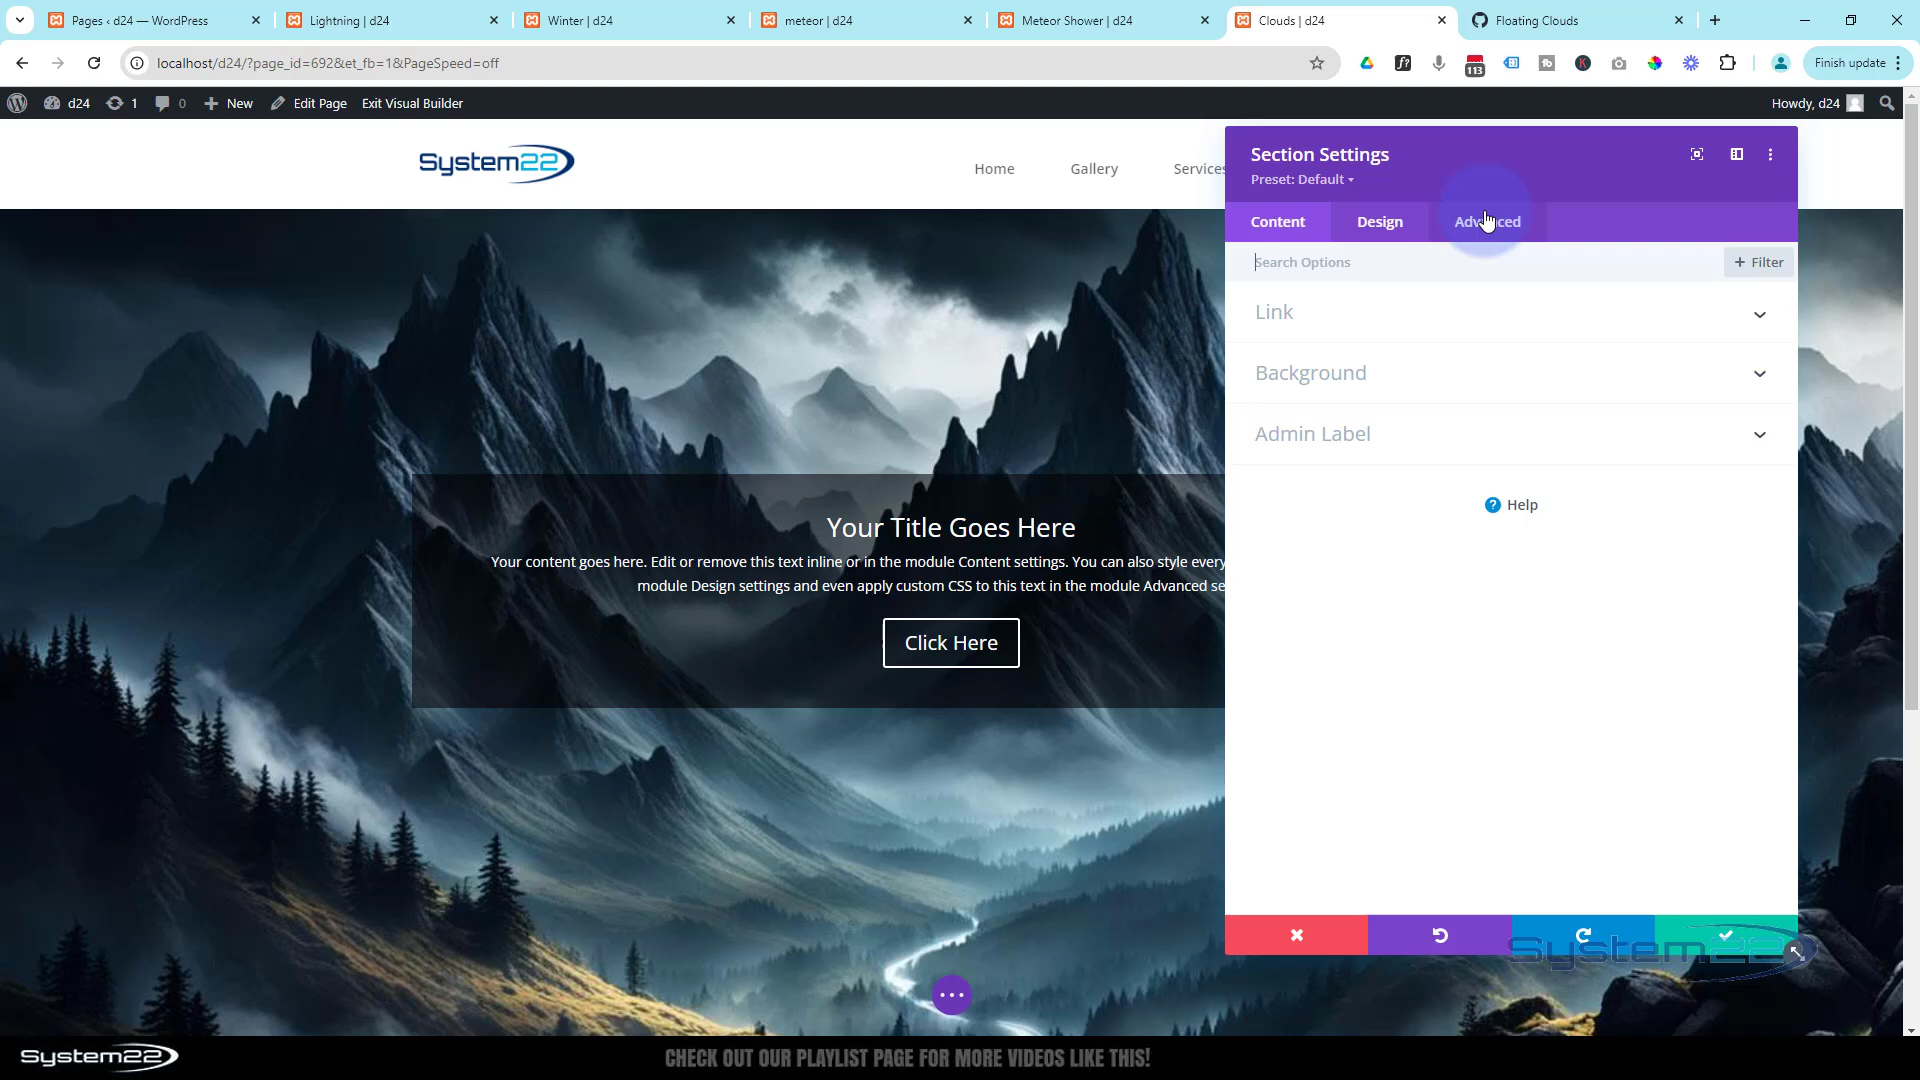 Pages ‹ d24 — WordPress
Lightning | d24
Winter | d24
meteor | d24
Meteor Shower | d24
Clouds | d24
Floating Clouds
localhost/d24/?page_id=692&et_fb=1&PageSpeed=off
f?
113
fb
K
Finish update
d24
1
0
New
Edit Page
Exit Visual Builder
Howdy, d24
System22
Home
Gallery
Services
Section Settings
Preset: Default
Content
Design
Advanced
Search Options
+ Filter
Link
Background
Admin Label
? Help
Your Title Goes Here
Your content goes here. Edit or remove this text inline or in the module Content settings. You can also style every
module Design settings and even apply custom CSS to this text in the module Advanced se
Click Here
System22
System22
CHECK OUT OUR PLAYLIST PAGE FOR MORE VIDEOS LIKE THIS!